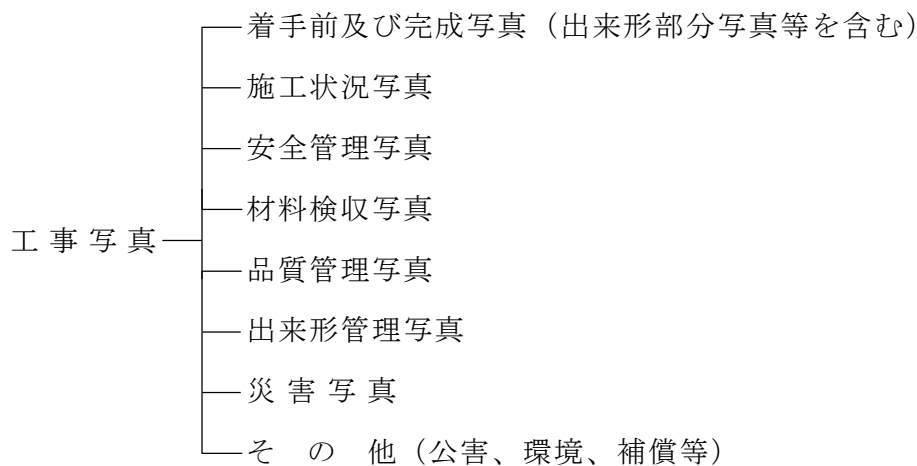 着手前及び完成写真（出来形部分写真等を含む）
施工状況写真
安全管理写真
材料検収写真
工事写真
品質管理写真
出来形管理写真
災害写真
その他（公害、環境、補償等）